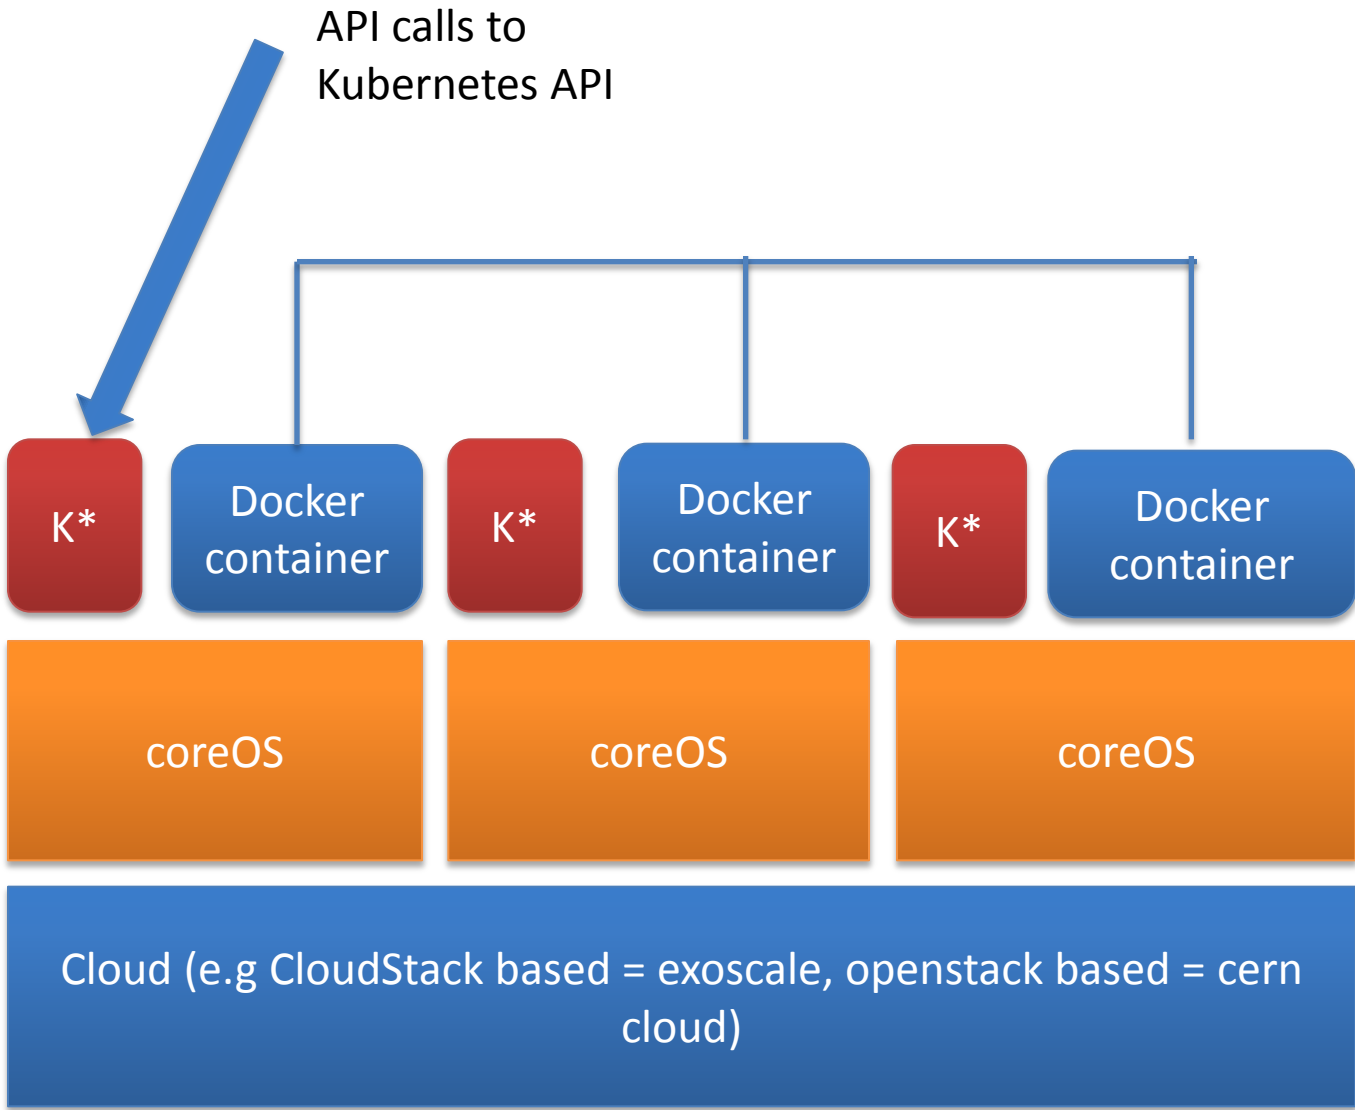 API calls to
Kubernetes API
K*
Docker
container
K*
Docker
container
K*
Docker
container
coreOS
coreOS
coreOS
Cloud (e.g CloudStack based = exoscale, openstack based = cern
cloud)